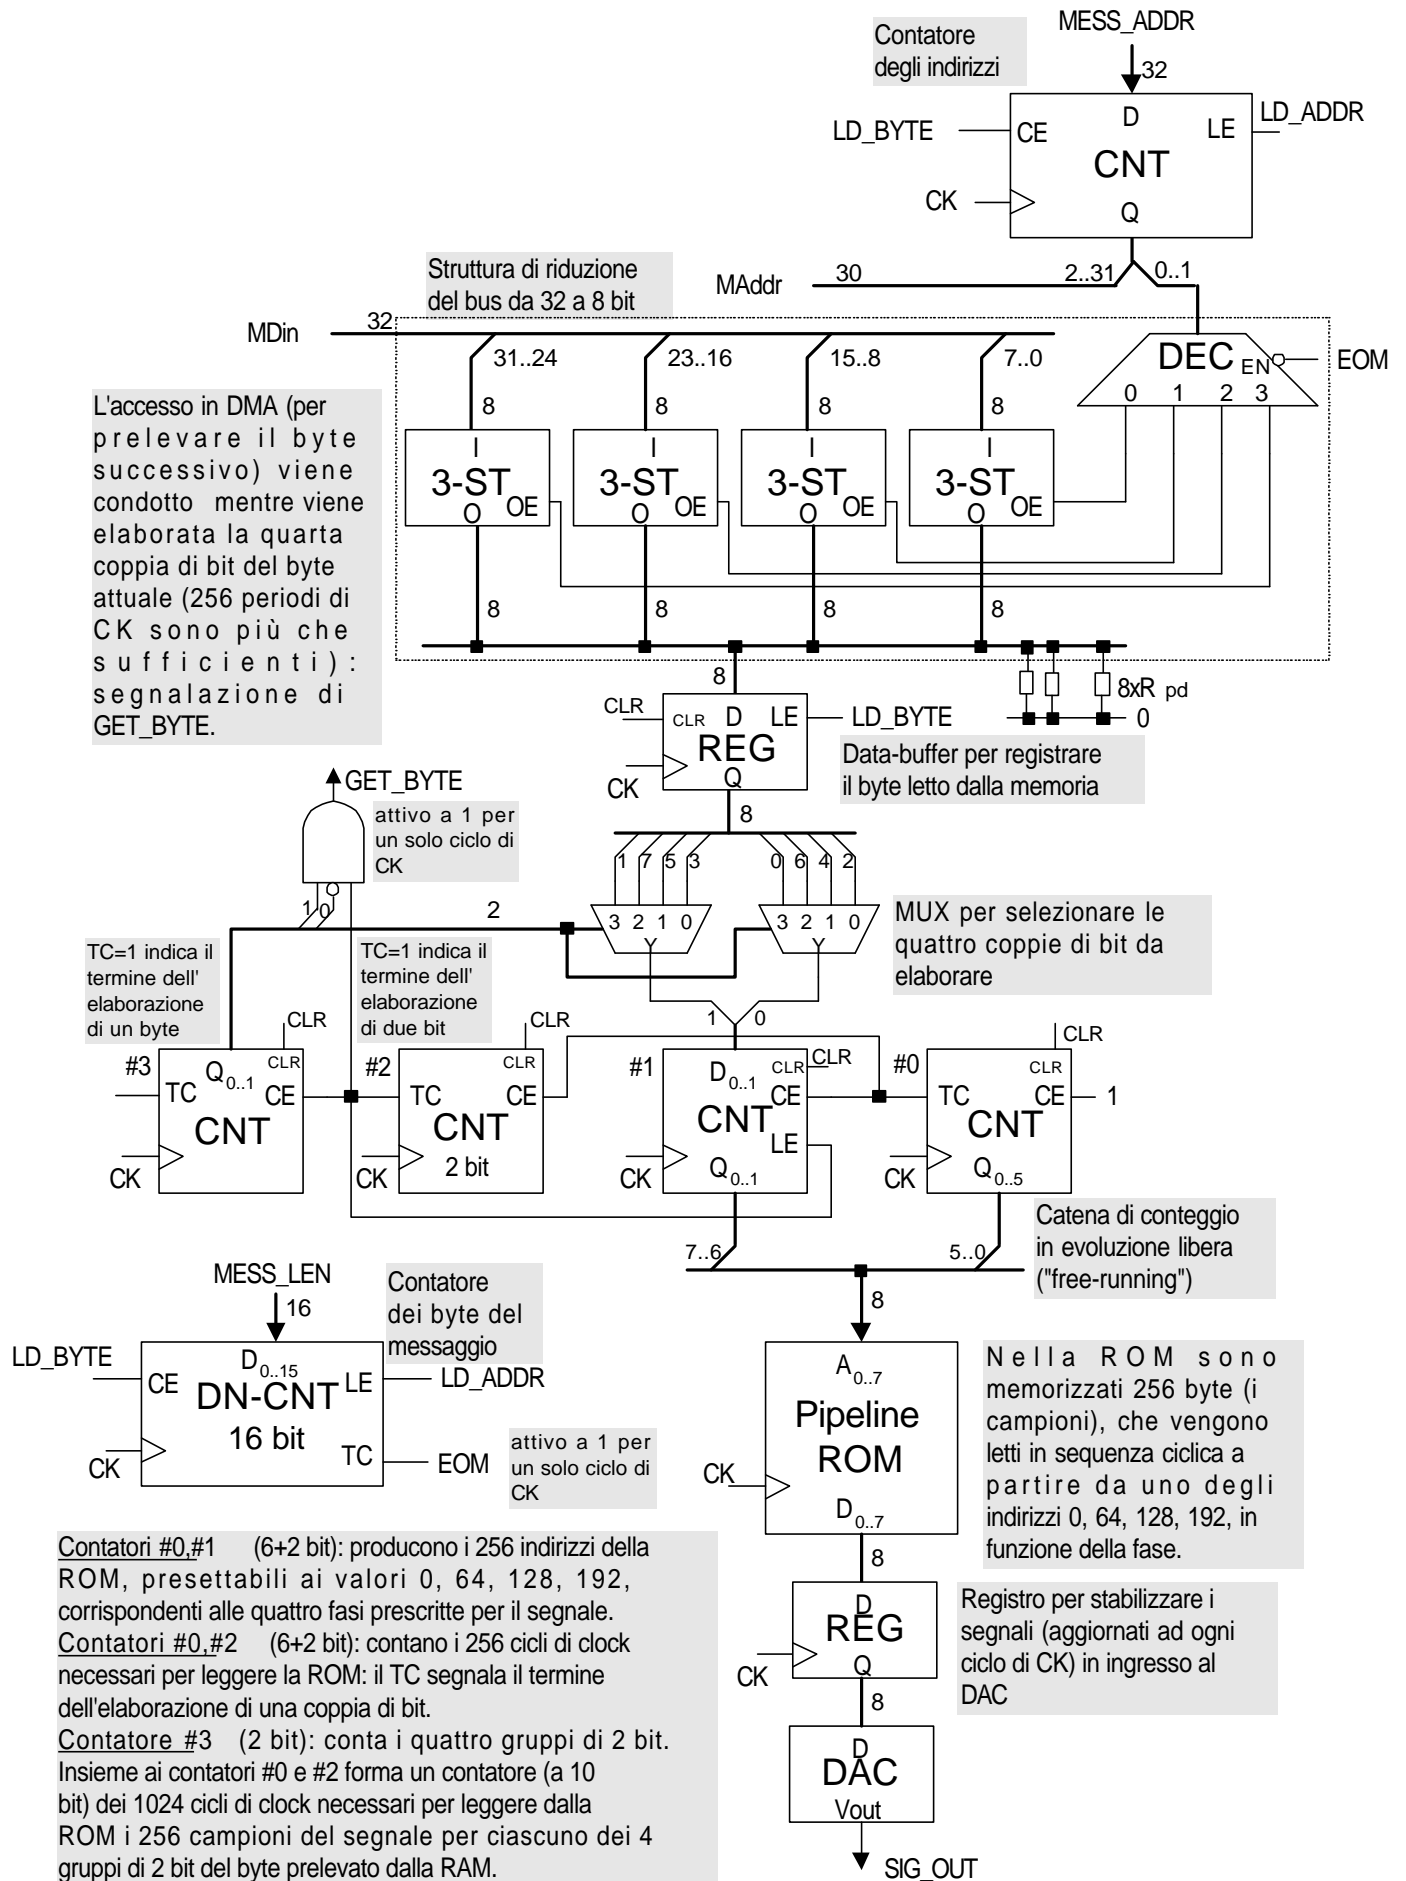 MESS_ADDR
Contatore
degli indirizzi
32
LD_BYTE
CE
D
LE
LD_ADDR
CNT
CK
Q
Struttura di riduzione
del bus da 32 a 8 bit
MAddr
30
2..31
0..1
MDin
32
31..24
23..16
15..8
7..0
DEC
EN
EOM
0 1 2 3
8
8
8
8
L'accesso in DMA (per
prelevare il byte
successivo) viene
condotto mentre viene
elaborata la quarta
coppia di bit del byte
attuale (256 periodi di
CK sono più che
sufficienti):
segnalazione di
GET_BYTE.
I
3-ST
O
OE
I
3-ST
O
OE
I
3-ST
O
OE
I
3-ST
O
OE
8
8
8
8
8
8xR pd
0
CLR
CLR
D
LE
LD_BYTE
REG
CK
Q
Data-buffer per registrare
il byte letto dalla memoria
GET_BYTE
attivo a 1 per
un solo ciclo di
CK
8
1 7 5 3
0 6 4 2
1 0
2
3 2 1 0
Y
3 2 1 0
Y
MUX per selezionare le
quattro coppie di bit da
elaborare
TC=1 indica il
termine dell'
elaborazione
di un byte
TC=1 indica il
termine dell'
elaborazione
di due bit
1
0
CLR
CLR
CLR
CLR
#3
Q0..1
CLR
TC
CE
CNT
CK
#2
CLR
TC
CE
CNT
2 bit
CK
#1
D0..1
CLR
CE
CNT
LE
Q0..1
CK
#0
CLR
TC
CE
1
CNT
Q0..5
CK
7..6
5..0
Catena di conteggio
in evoluzione libera
("free-running")
MESS_LEN
16
Contatore
dei byte del
messaggio
LD_BYTE
CE
D0..15
LE
LD_ADDR
DN-CNT
16 bit
CK
TC
EOM
attivo a 1 per
un solo ciclo di
CK
8
A0..7
Pipeline
ROM
CK
D0..7
Nella ROM sono
memorizzati 256 byte (i
campioni), che vengono
letti in sequenza ciclica a
partire da uno degli
indirizzi 0, 64, 128, 192, in
funzione della fase.
8
D
REG
Q
CK
Registro per stabilizzare i
segnali (aggiornati ad ogni
ciclo di CK) in ingresso al
DAC
8
D
DAC
Vout
SIG_OUT
Contatori #0,#1 (6+2 bit): producono i 256 indirizzi della
ROM, presettabili ai valori 0, 64, 128, 192,
corrispondenti alle quattro fasi prescritte per il segnale.
Contatori #0,#2 (6+2 bit): contano i 256 cicli di clock
necessari per leggere la ROM: il TC segnala il termine
dell'elaborazione di una coppia di bit.
Contatore #3 (2 bit): conta i quattro gruppi di 2 bit.
Insieme ai contatori #0 e #2 forma un contatore (a 10
bit) dei 1024 cicli di clock necessari per leggere dalla
ROM i 256 campioni del segnale per ciascuno dei 4
gruppi di 2 bit del byte prelevato dalla RAM.